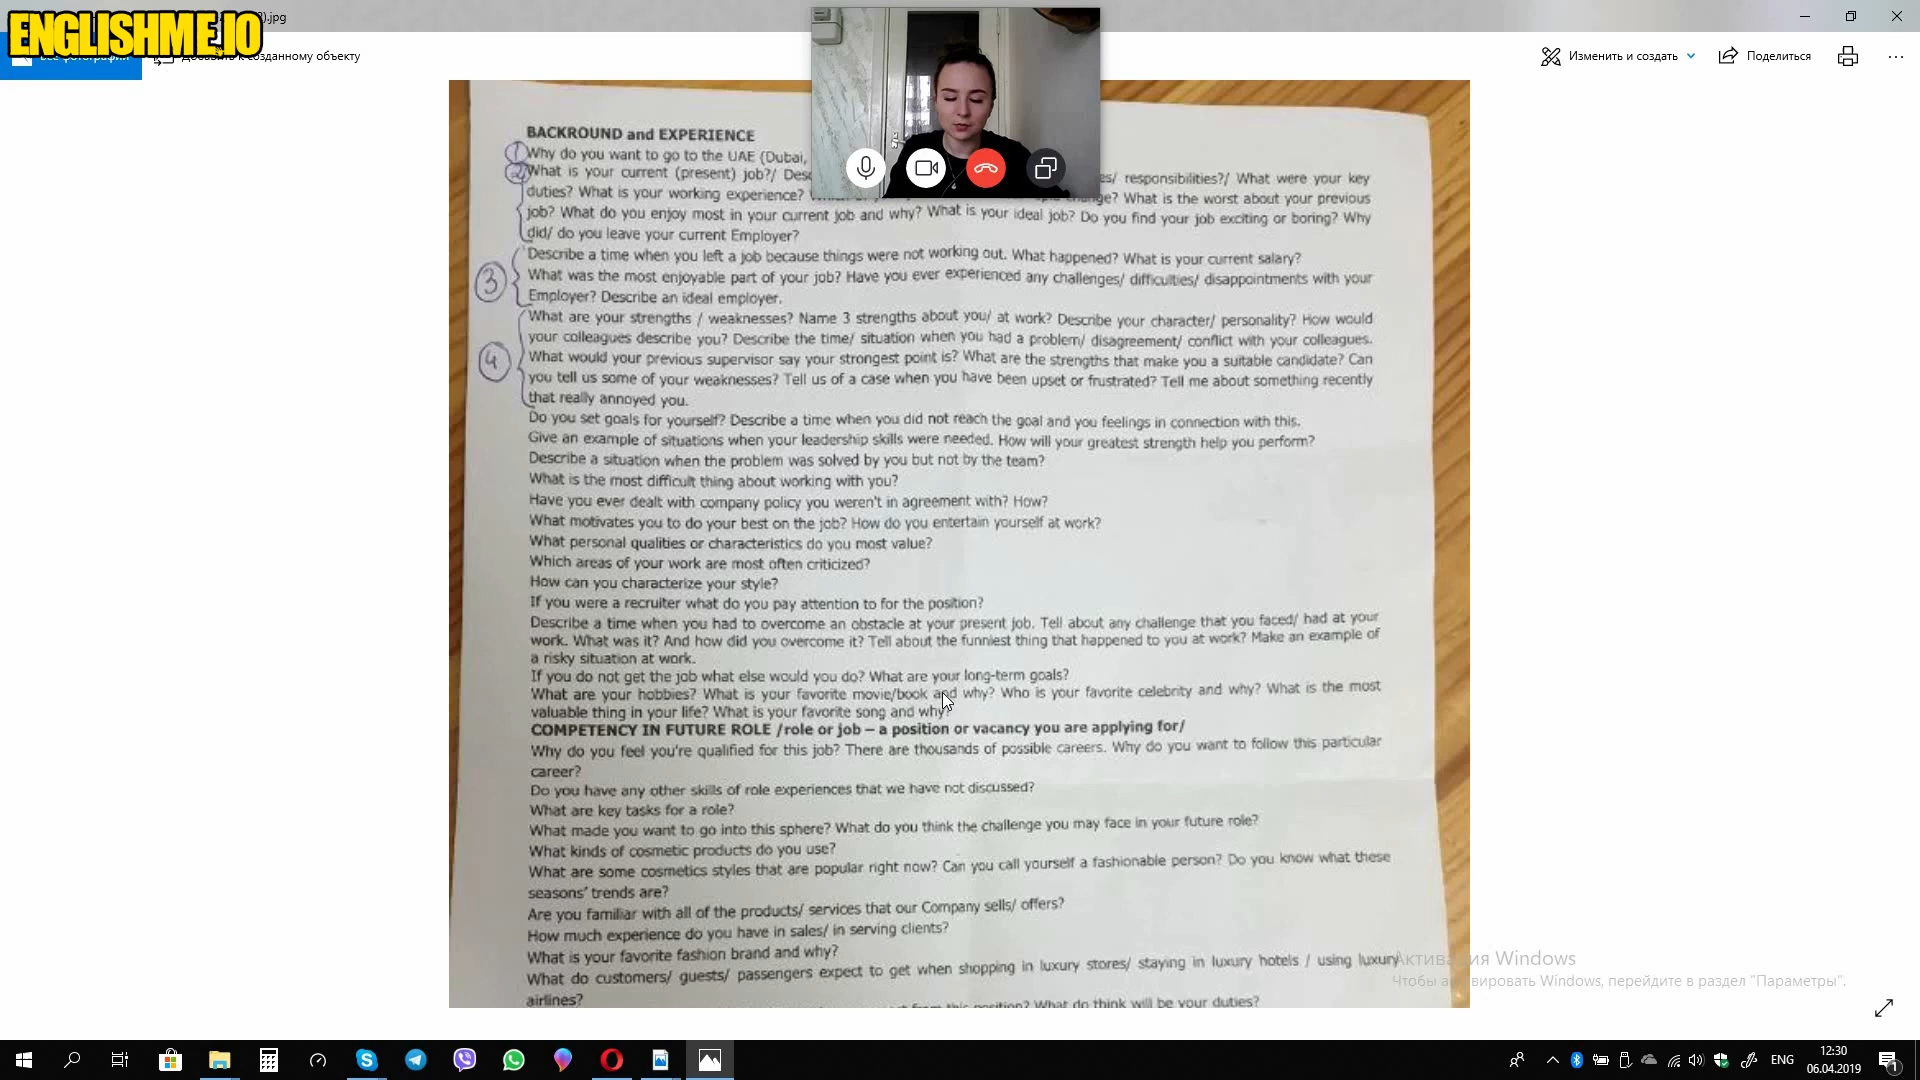 ENGLISHME.IO
).jpg
Все фотографии
Добавить к созданному объекту
Изменить и создать
Поделиться
BACKROUND and EXPERIENCE
1
Why do you want to go to the UAE (Dubai,
2
What is your current (present) job?/ Desc
es/ responsibilities?/ What were your key
duties? What is your working experience?
ge? What is the worst about your previous
job? What do you enjoy most in your current job and why? What is your ideal job? Do you find your job exciting or boring? Why
did/ do you leave your current Employer?
Describe a time when you left a job because things were not working out. What happened? What is your current salary?
3
What was the most enjoyable part of your job? Have you ever experienced any challenges/ difficulties/ disappointments with your
Employer? Describe an ideal employer.
What are your strengths / weaknesses? Name 3 strengths about you/ at work? Describe your character/ personality? How would
your colleagues describe you? Describe the time/ situation when you had a problem/ disagreement/ conflict with your colleagues.
4
What would your previous supervisor say your strongest point is? What are the strengths that make you a suitable candidate? Can
you tell us some of your weaknesses? Tell us of a case when you have been upset or frustrated? Tell me about something recently
that really annoyed you.
Do you set goals for yourself? Describe a time when you did not reach the goal and you feelings in connection with this.
Give an example of situations when your leadership skills were needed. How will your greatest strength help you perform?
Describe a situation when the problem was solved by you but not by the team?
What is the most difficult thing about working with you?
Have you ever dealt with company policy you weren't in agreement with? How?
What motivates you to do your best on the job? How do you entertain yourself at work?
What personal qualities or characteristics do you most value?
Which areas of your work are most often criticized?
How can you characterize your style?
If you were a recruiter what do you pay attention to for the position?
Describe a time when you had to overcome an obstacle at your present job. Tell about any challenge that you faced/ had at your
work. What was it? And how did you overcome it? Tell about the funniest thing that happened to you at work? Make an example of
a risky situation at work.
If you do not get the job what else would you do? What are your long-term goals?
What are your hobbies? What is your favorite movie/book and why? Who is your favorite celebrity and why? What is the most
valuable thing in your life? What is your favorite song and why?
COMPETENCY IN FUTURE ROLE /role or job – a position or vacancy you are applying for/
Why do you feel you're qualified for this job? There are thousands of possible careers. Why do you want to follow this particular
career?
Do you have any other skills of role experiences that we have not discussed?
What are key tasks for a role?
What made you want to go into this sphere? What do you think the challenge you may face in your future role?
What kinds of cosmetic products do you use?
What are some cosmetics styles that are popular right now? Can you call yourself a fashionable person? Do you know what these
seasons' trends are?
Are you familiar with all of the products/ services that our Company sells/ offers?
How much experience do you have in sales/ in serving clients?
What is your favorite fashion brand and why?
What do customers/ guests/ passengers expect to get when shopping in luxury stores/ staying in luxury hotels / using luxury
airlines?
from this position? What do think will be your duties?
Активация Windows
Чтобы активировать Windows, перейдите в раздел "Параметры".
ENG
12:30
06.04.2019
1